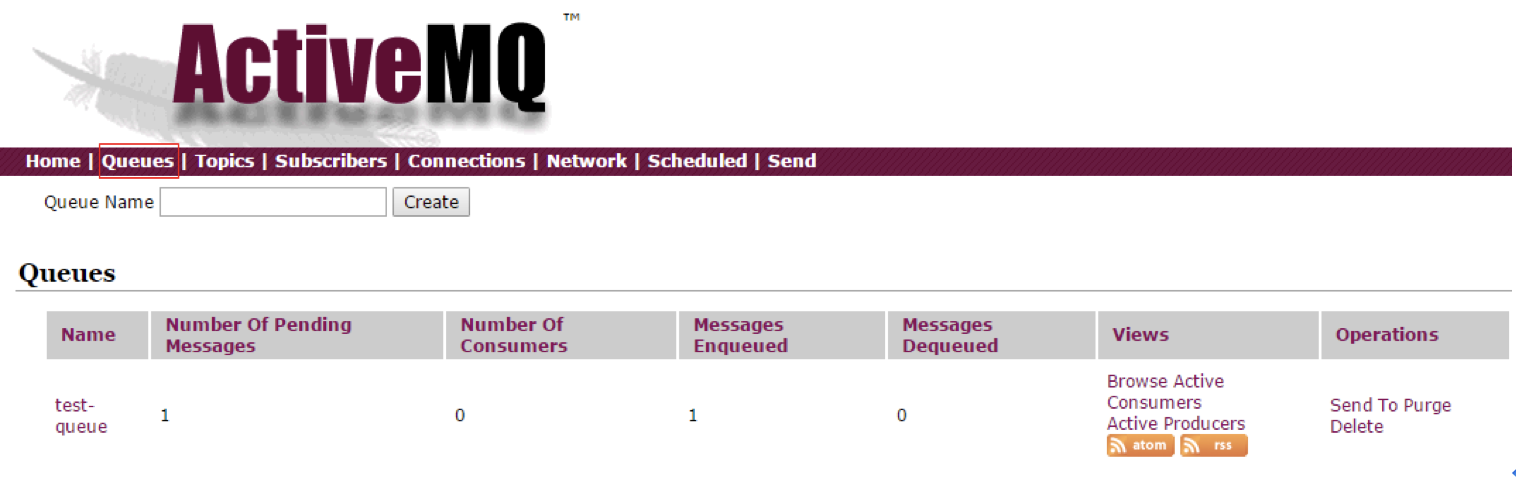 ActiveMQ™
Home | Queues | Topics | Subscribers | Connections | Network | Scheduled | Send
Queue Name Create
Queues
Name
Number Of Pending
Messages
Number Of
Consumers
Messages
Enqueued
Messages
Dequeued
Views
Operations
test-
queue
1
0
1
0
Browse Active
Consumers
Active Producers
atom rss
Send To Purge
Delete